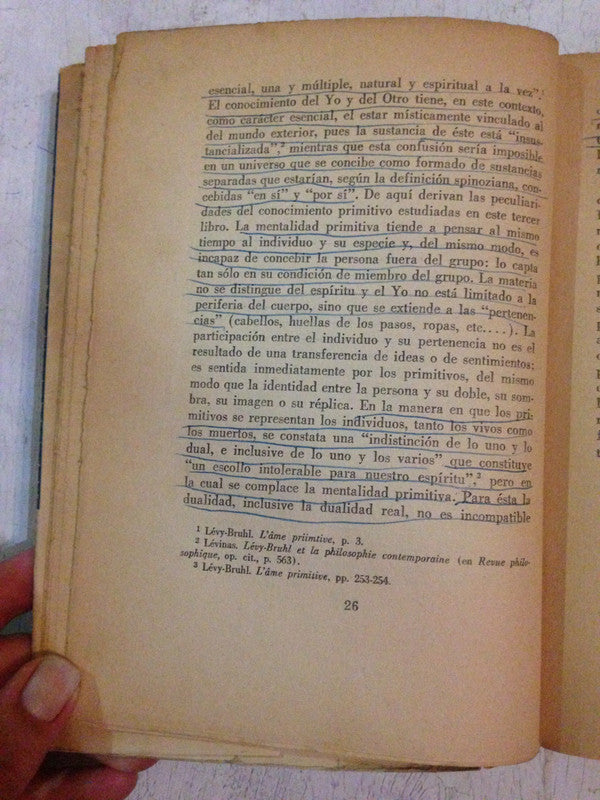 esencial, una y múltiple, natural y espiritual a la vez".¹
El conocimiento del Yo y del Otro tiene, en este contexto,
como carácter esencial, el estar místicamente vinculado al
del mundo exterior, pues la sustancia de éste está "insus-
tancializada",² mientras que esta confusión sería imposible
en un universo que se concibe como formado de sustancias
separadas que estarían, según la definición spinoziana, con-
cebidas "en sí" y "por sí". De aquí derivan las peculiari-
dades del conocimiento primitivo estudiadas en este tercer
libro. La mentalidad primitiva tiende a pensar al mismo
tiempo al individuo y su especie y, del mismo modo, es
incapaz de concebir la persona fuera del grupo: lo capta
tan sólo en su condición de miembro del grupo. La materia
no se distingue del espíritu y el Yo no está limitado a la
periferia del cuerpo, sino que se extiende a las "pertenen-
cias" (cabellos, huellas de los pasos, ropas, etc....). La
participación entre el individuo y su pertenencia no es el
resultado de una transferencia de ideas o de sentimientos;
es sentida inmediatamente por los primitivos, del mismo
modo que la identidad entre la persona y su doble, su som-
bra, su imagen o su réplica. En la manera en que los pri-
mitivos se representan los individuos, tanto los vivos como
los muertos, se constata una "indistinción de lo uno y lo
dual, e inclusive de lo uno y los varios" que constituye
"un escollo intolerable para nuestro espíritu",³ pero en
la cual se complace la mentalidad primitiva. Para ésta la
dualidad, inclusive la dualidad real, no es incompatible
¹ Lévy-Bruhl. L'âme priimtive, p. 3.
² Lévinas. Lévy-Bruhl et la philosophie contemporaine (en Revue philo-
sophique, op. cit., p. 563).
³ Lévy-Bruhl. L'âme primitive, pp. 253-254.
26